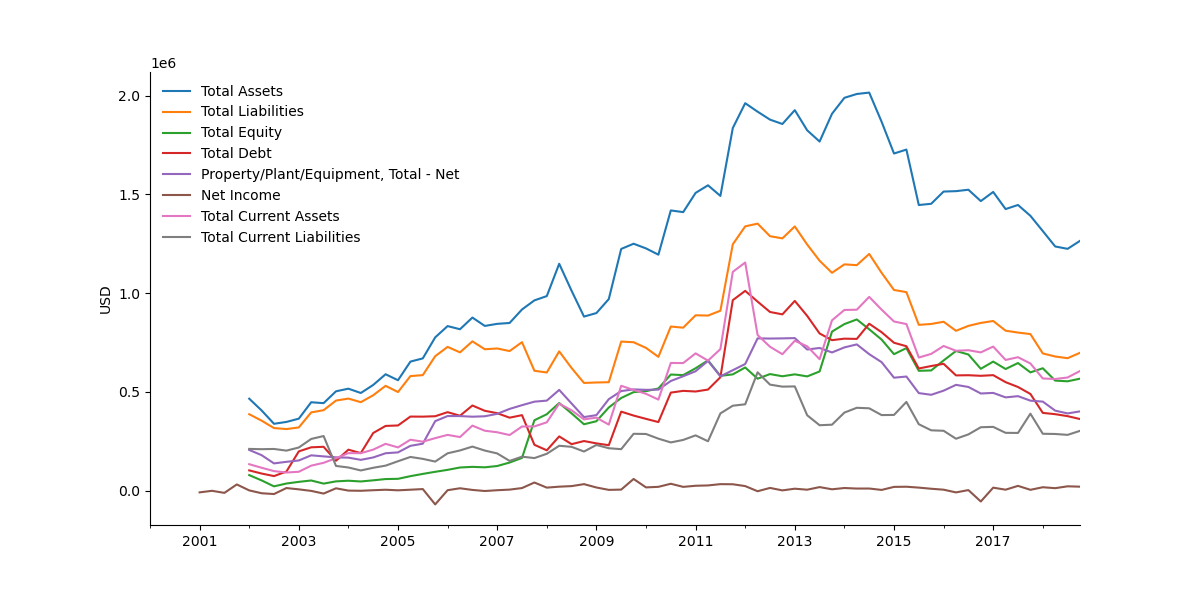 1e6
2.0
1.5
1.0
0.5
0.0
USD
Total Assets
Total Liabilities
Total Equity
Total Debt
Property/Plant/Equipment, Total - Net
Net Income
Total Current Assets
Total Current Liabilities
2001 2003 2005 2007 2009 2011 2013 2015 2017